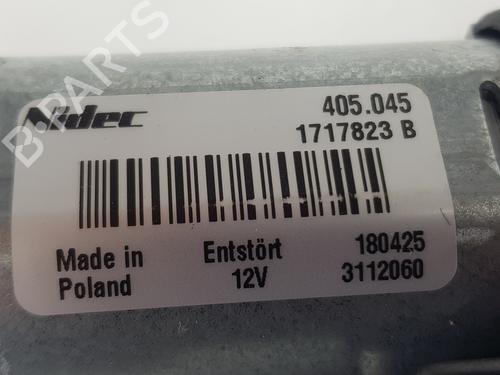 B-PARTS
Nidec
405.045
1717823 B
Made in
Poland
Entstört
12V
180425
3112060